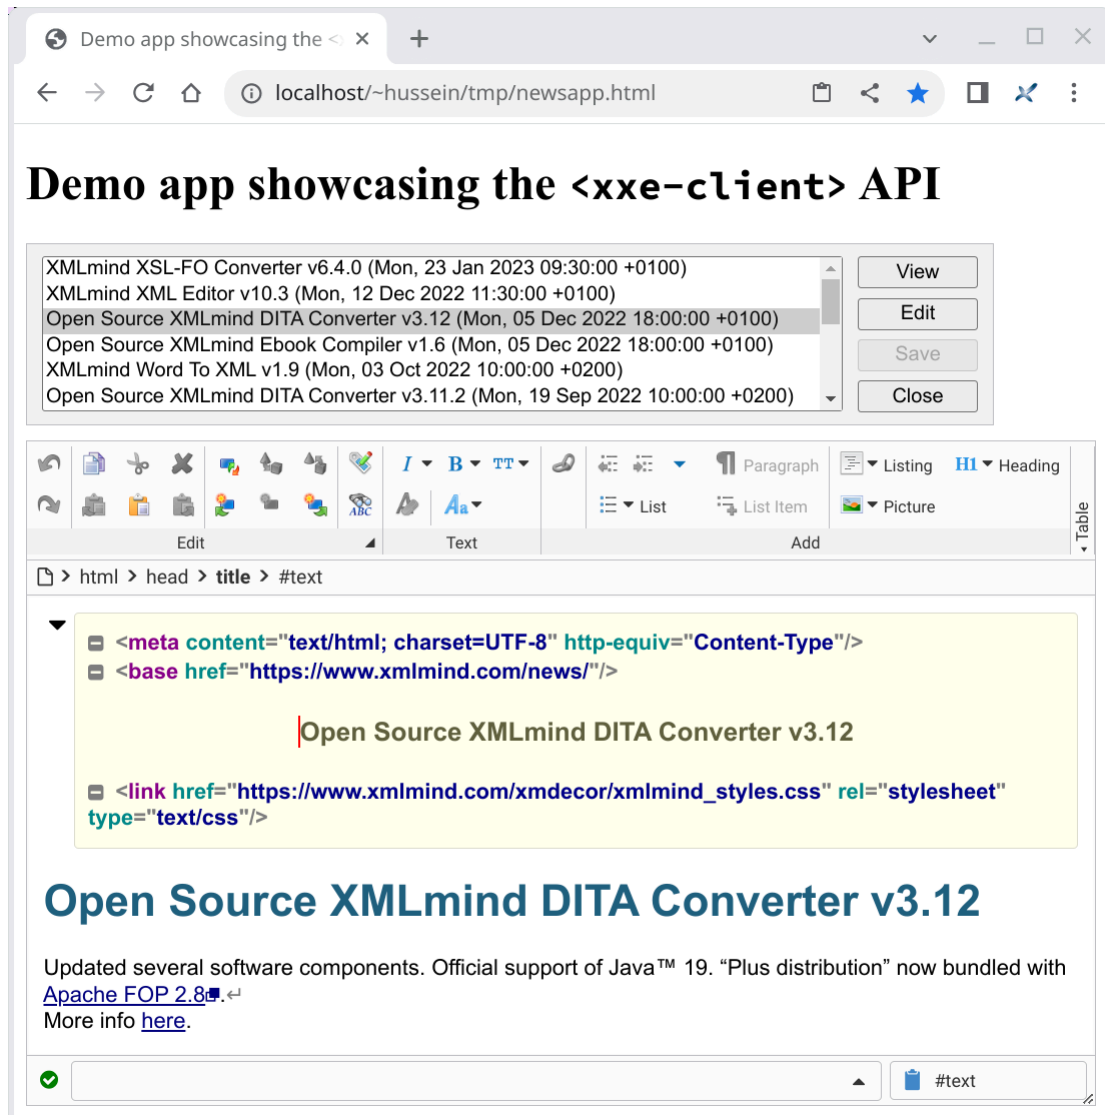 Demo app showcasing the <
localhost/~hussein/tmp/newsapp.html
Demo app showcasing the <xxe-client> API
XMLmind XSL-FO Converter v6.4.0 (Mon, 23 Jan 2023 09:30:00 +0100)
XMLmind XML Editor v10.3 (Mon, 12 Dec 2022 11:30:00 +0100)
Open Source XMLmind DITA Converter v3.12 (Mon, 05 Dec 2022 18:00:00 +0100)
Open Source XMLmind Ebook Compiler v1.6 (Mon, 05 Dec 2022 18:00:00 +0100)
XMLmind Word To XML v1.9 (Mon, 03 Oct 2022 10:00:00 +0200)
Open Source XMLmind DITA Converter v3.11.2 (Mon, 19 Sep 2022 10:00:00 +0200)
View
Edit
Save
Close
I B TT ¶ Paragraph Listing H1 Heading
ABC Aa List List Item Picture
Edit Text Add
Table
html > head > title > #text
<meta content="text/html; charset=UTF-8" http-equiv="Content-Type"/>
<base href="https://www.xmlmind.com/news/"/>
Open Source XMLmind DITA Converter v3.12
<link href="https://www.xmlmind.com/xmdecor/xmlmind_styles.css" rel="stylesheet"
type="text/css"/>
Open Source XMLmind DITA Converter v3.12
Updated several software components. Official support of Java™ 19. “Plus distribution” now bundled with
Apache FOP 2.8.↵
More info here.
#text